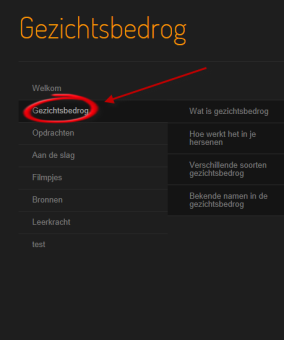 Gezichtsbedrog
Welkom
Gezichtsbedrog
Opdrachten
Aan de slag
Filmpjes
Bronnen
Leerkracht
test
Wat is gezichtsbedrog
Hoe werkt het in je
hersenen
Verschillende soorten
gezichtsbedrog
Bekende namen in de
gezichtsbedrog